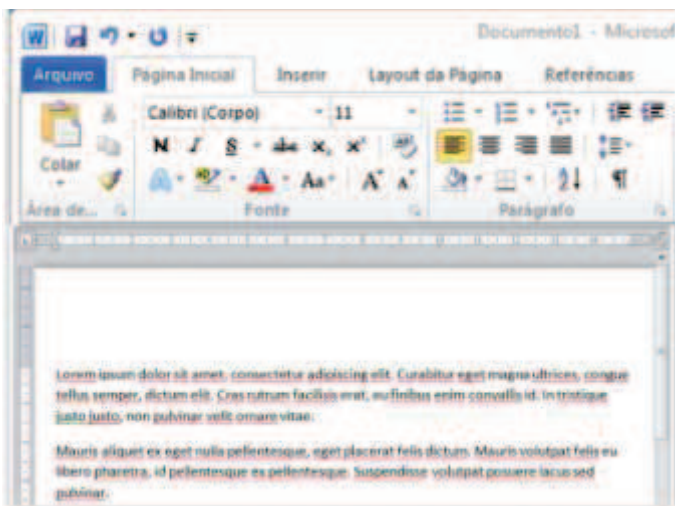 Documento1 - Microsof
Arquivo Página Inicial Inserir Layout da Página Referências
Calibri (Corpo) 11
N I S abc x, x²
Colar
A ab A Aa A A
Área de... Fonte Parágrafo
Lorem ipsum dolor sit amet, consectetur adipiscing elit. Curabitur eget magna ultrices, congue
tellus semper, dictum elit. Cras rutrum facilisis erat, eu finibus enim convallis id. In tristique
justo justo, non pulvinar velit ornare vitae.
Mauris aliquet ex eget nulla pellentesque, eget placerat felis dictum. Mauris volutpat felis eu
libero pharetra, id pellentesque ex pellentesque. Suspendisse volutpat posuere lacus sed
pulvinar.